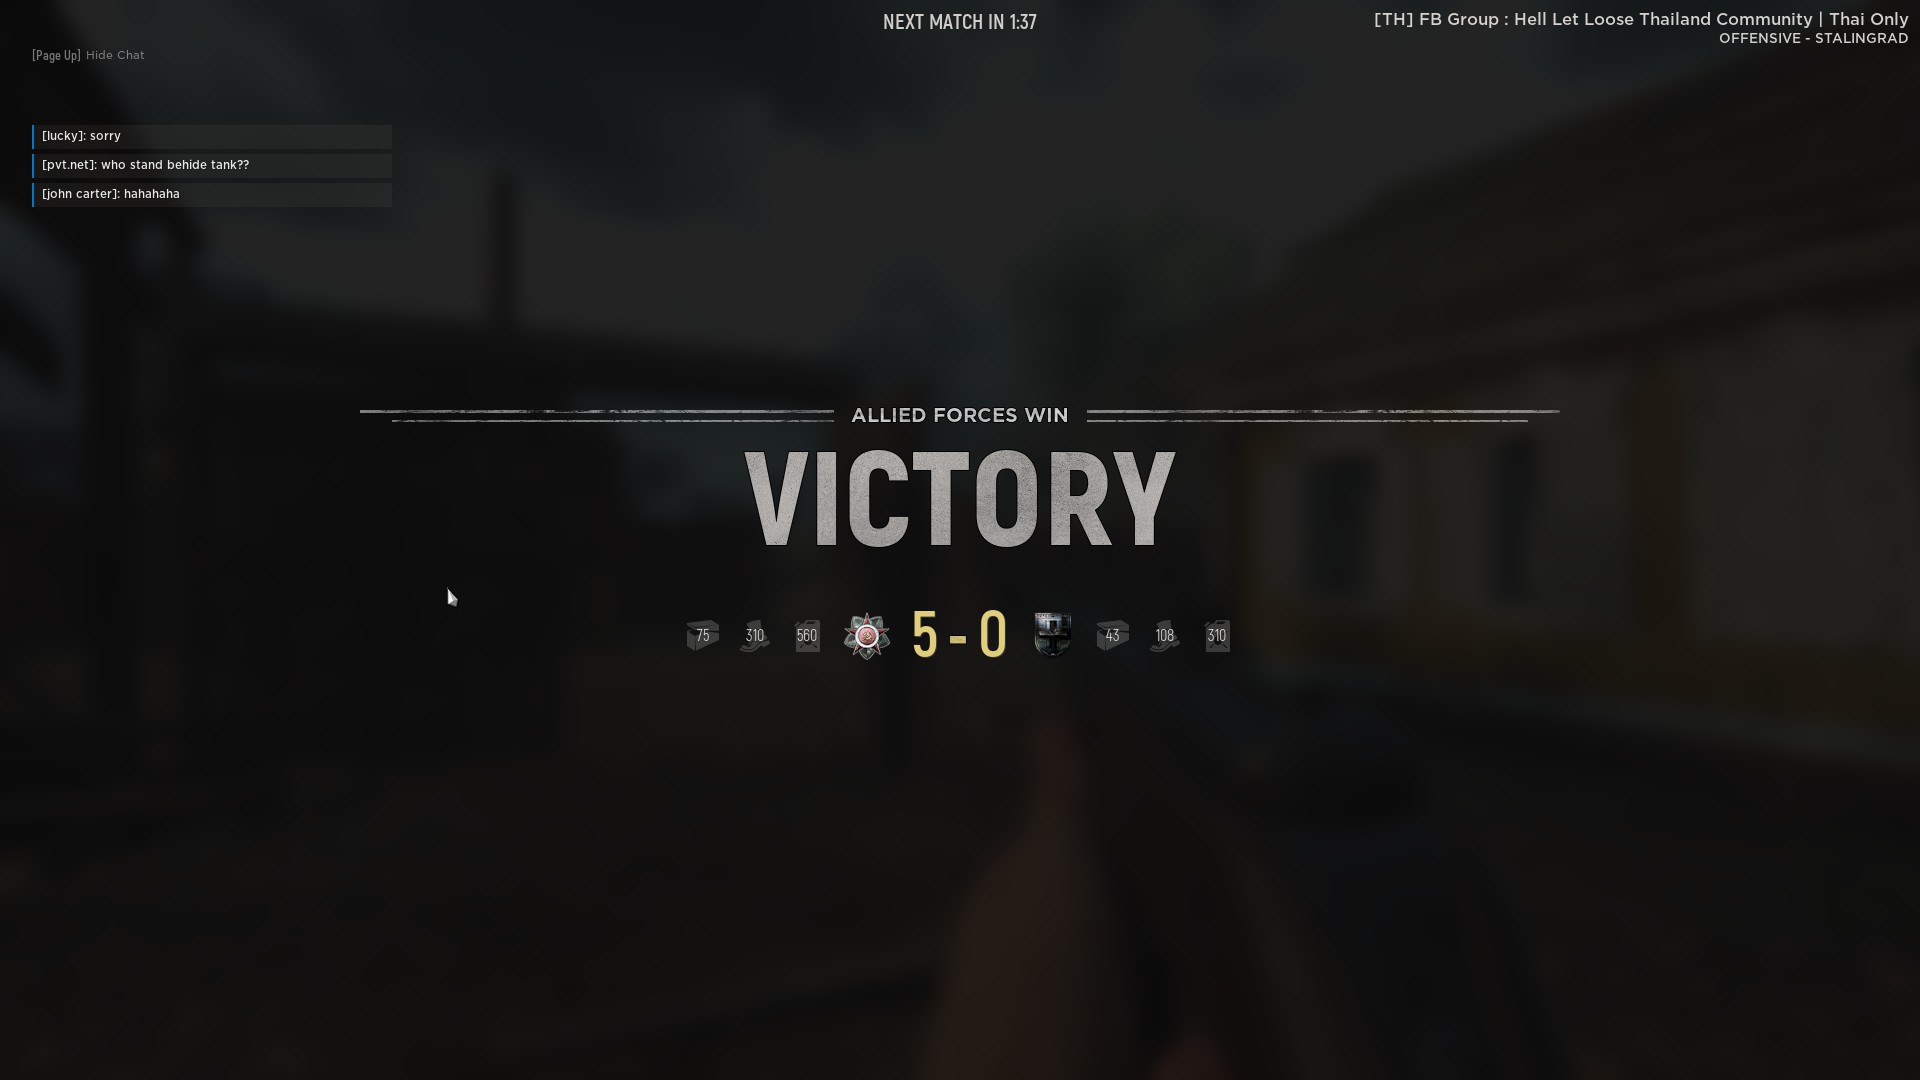 NEXT MATCH IN 1:37
[TH] FB Group : Hell Let Loose Thailand Community | Thai Only
OFFENSIVE - STALINGRAD
[Page Up] Hide Chat
[lucky]: sorry
[pvt.net]: who stand behide tank??
[john carter]: hahahaha
ALLIED FORCES WIN
VICTORY
75 310 560 5 - 0 43 108 310